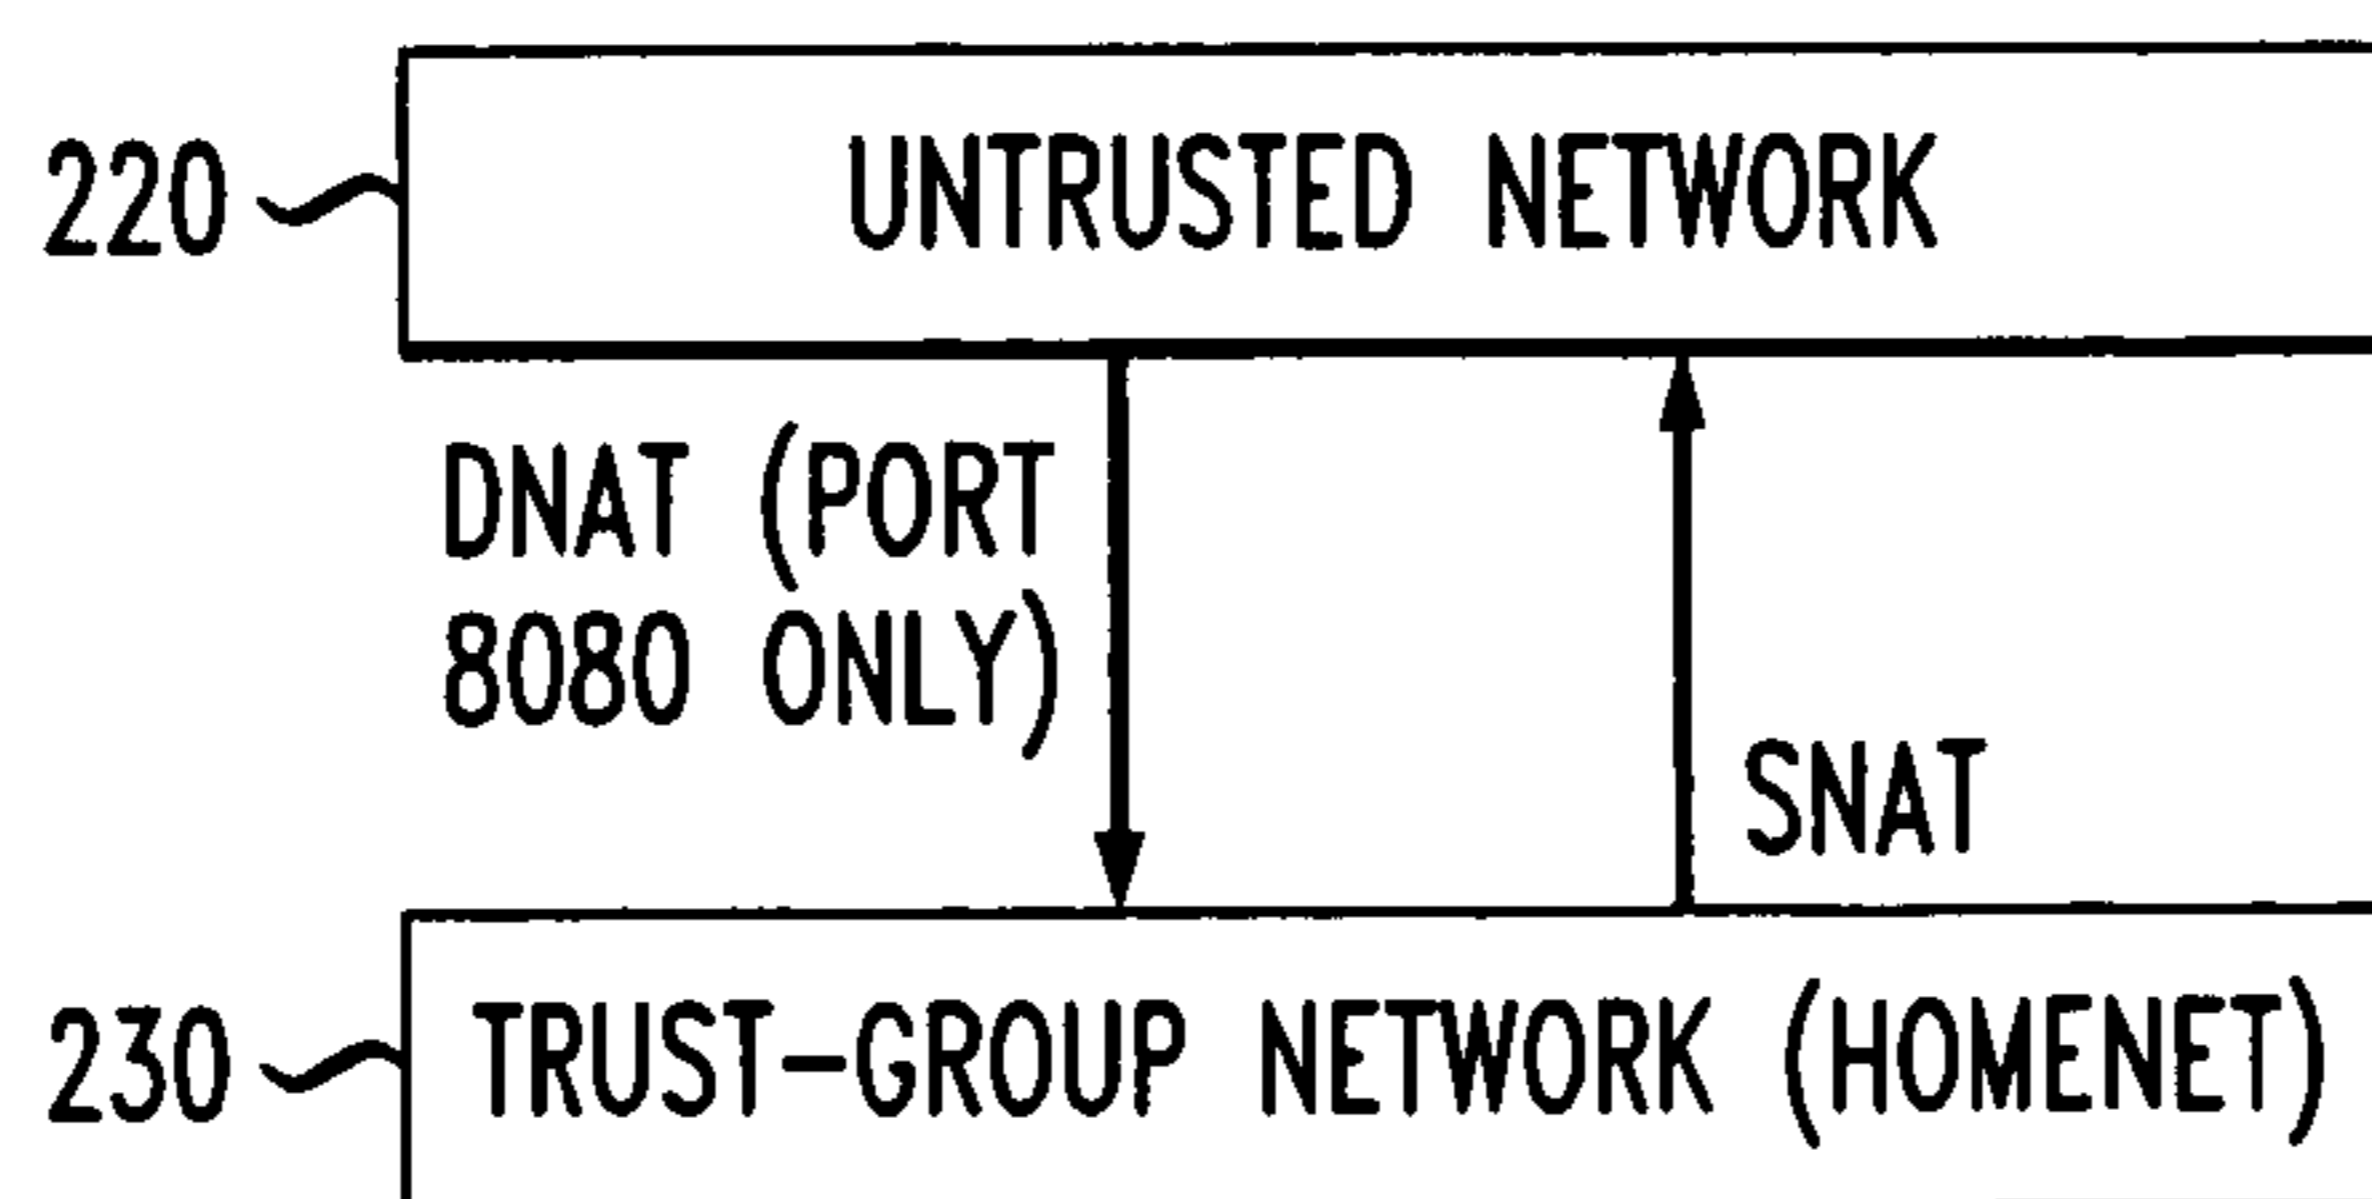 220
UNTRUSTED NETWORK
DNAT (PORT
8080 ONLY)
SNAT
230
TRUST-GROUP NETWORK (HOMENET)